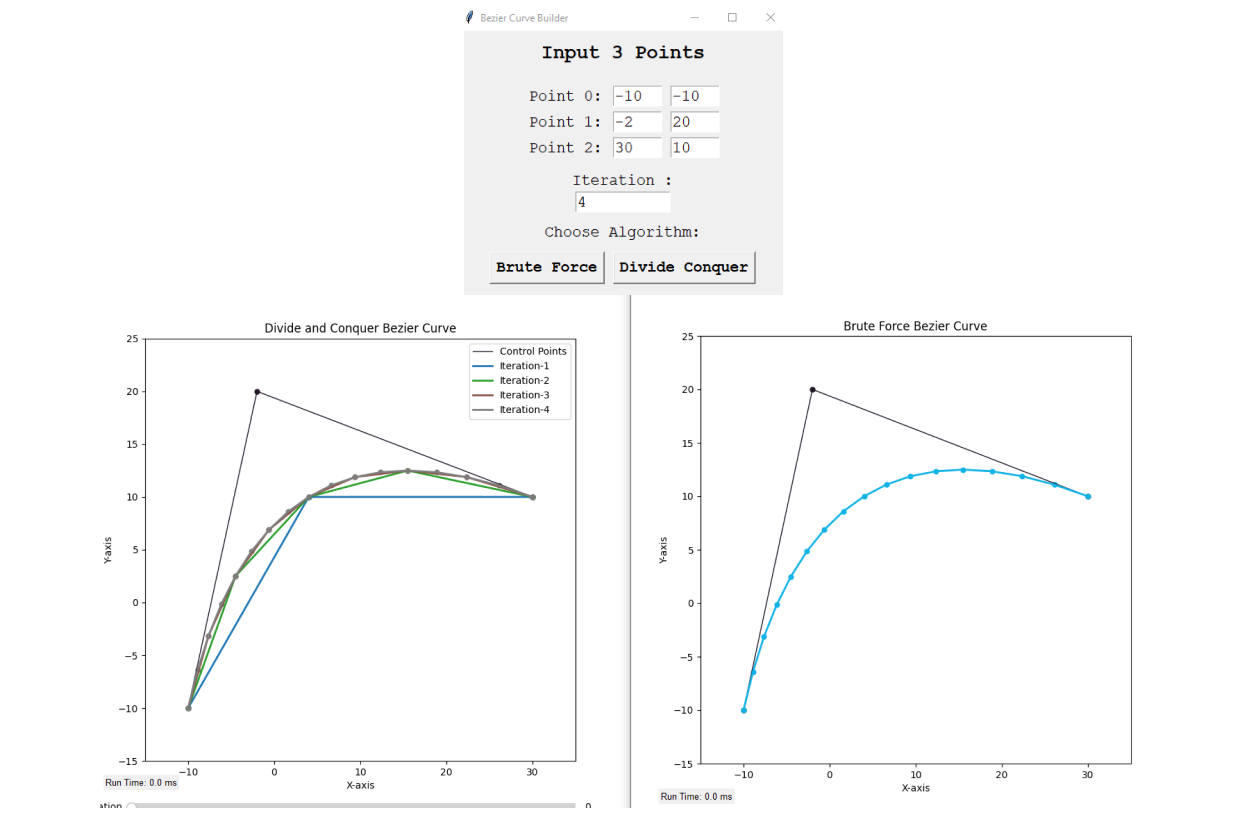 Bezier Curve Builder
Input 3 Points
Point 0: -10 -10
Point 1: -2 20
Point 2: 30 10
Iteration :
4
Choose Algorithm:
Brute Force Divide Conquer
Divide and Conquer Bezier Curve
25
20
15
10
5
0
−5
−10
−15
Y-axis
Control Points
Iteration-1
Iteration-2
Iteration-3
Iteration-4
−10 0 10 20 30
X-axis
Run Time: 0.0 ms
ation 0
Brute Force Bezier Curve
25
20
15
10
5
0
−5
−10
−15
Y-axis
−10 0 10 20 30
X-axis
Run Time: 0.0 ms